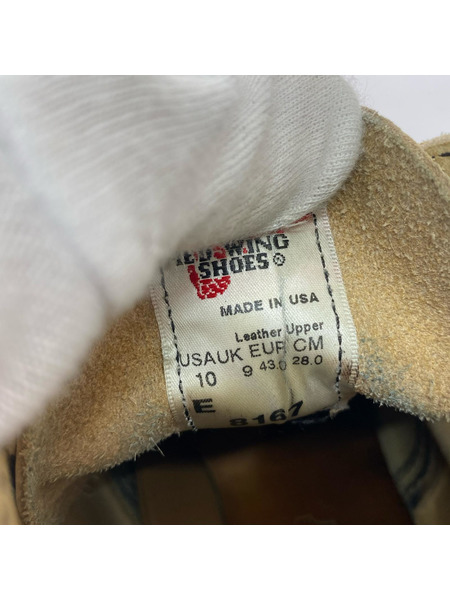 RED WING
SHOES®
MADE IN USA
Leather Upper
USA UK EUR CM
10 9 43.0 28.0
E 8167